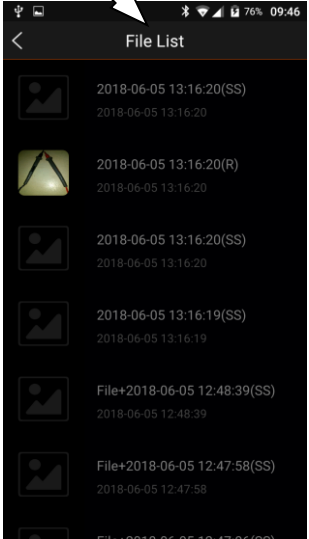 76% 09:46
File List
2018-06-05 13:16:20(SS)
2018-06-05 13:16:20
2018-06-05 13:16:20(R)
2018-06-05 13:16:20
2018-06-05 13:16:20(SS)
2018-06-05 13:16:20
2018-06-05 13:16:19(SS)
2018-06-05 13:16:19
File+2018-06-05 12:48:39(SS)
2018-06-05 12:48:39
File+2018-06-05 12:47:58(SS)
2018-06-05 12:47:58